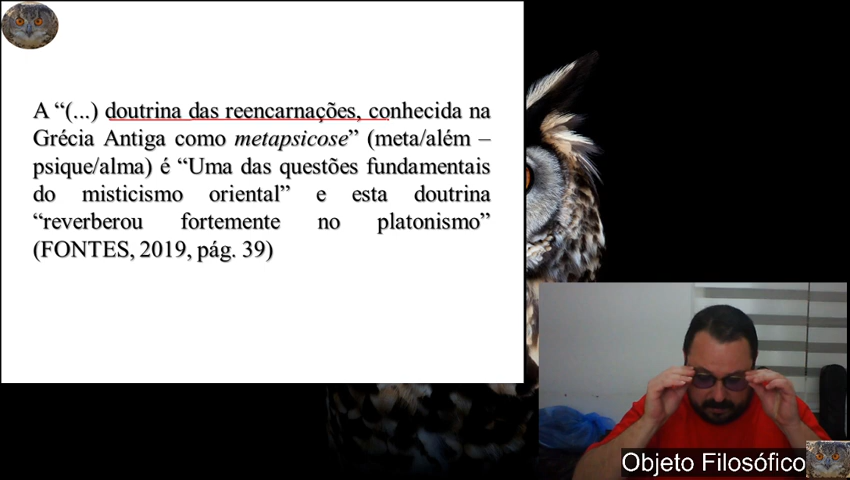 A “(...) doutrina das reencarnações, conhecida na
Grécia Antiga como metapsicose” (meta/além –
psique/alma) é “Uma das questões fundamentais
do misticismo oriental” e esta doutrina
“reverberou fortemente no platonismo”
(FONTES, 2019, pág. 39)
Objeto Filosófico